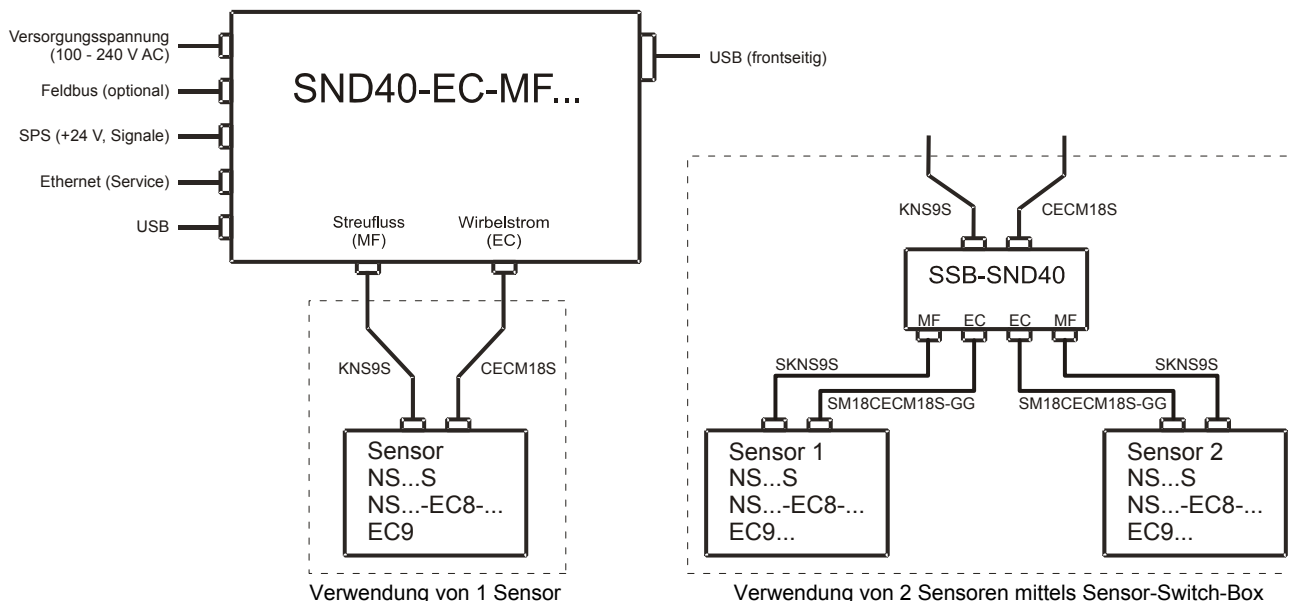 Versorgungsspannung
(100 - 240 V AC)
Feldbus (optional)
SPS (+24 V, Signale)
Ethernet (Service)
USB
SND40-EC-MF...
USB (frontseitig)
Streufluss
(MF)
Wirbelstrom
(EC)
KNS9S
CECM18S
Sensor
NS...S
NS...-EC8-...
EC9
Verwendung von 1 Sensor
KNS9S
CECM18S
SSB-SND40
MF EC EC MF
SKNS9S
SKNS9S
SM18CECM18S-GG
SM18CECM18S-GG
Sensor 1
NS...S
NS...-EC8-...
EC9...
Sensor 2
NS...S
NS...-EC8-...
EC9...
Verwendung von 2 Sensoren mittels Sensor-Switch-Box